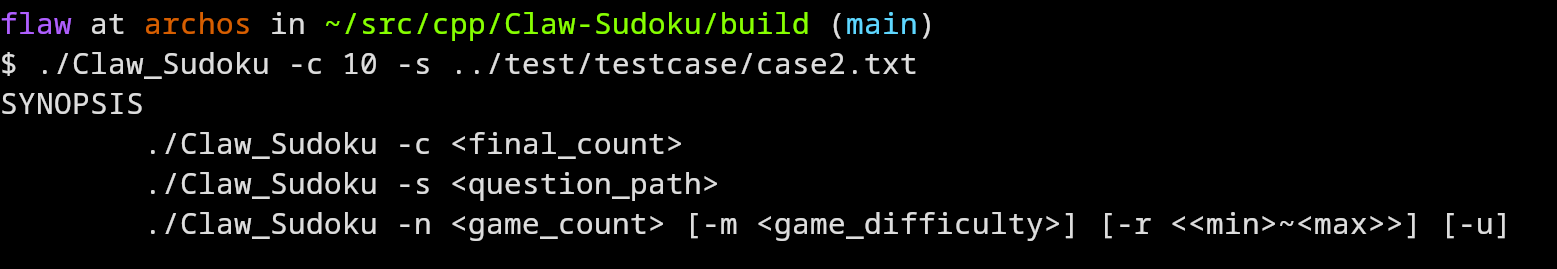 flaw at archos in ~/src/cpp/Claw-Sudoku/build (main)
$ ./Claw_Sudoku -c 10 -s ../test/testcase/case2.txt
SYNOPSIS
./Claw_Sudoku -c <final_count>
./Claw_Sudoku -s <question_path>
./Claw_Sudoku -n <game_count> [-m <game_difficulty>] [-r <<min>~<max>>] [-u]